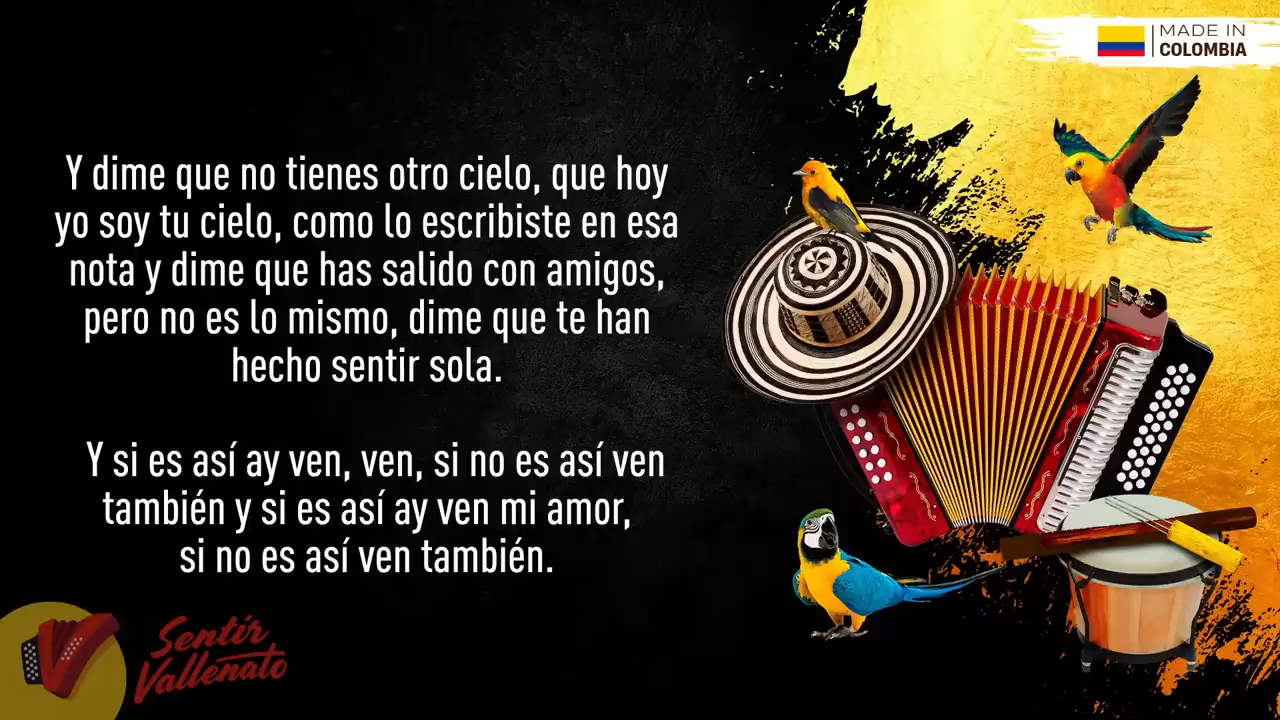 MADE IN
COLOMBIA
Y dime que no tienes otro cielo, que hoy
yo soy tu cielo, como lo escribiste en esa
nota y dime que has salido con amigos,
pero no es lo mismo, dime que te han
hecho sentir sola.
Y si es así ay ven, ven, si no es así ven
también y si es así ay ven mi amor,
si no es así ven también.
Sentir
Vallenato